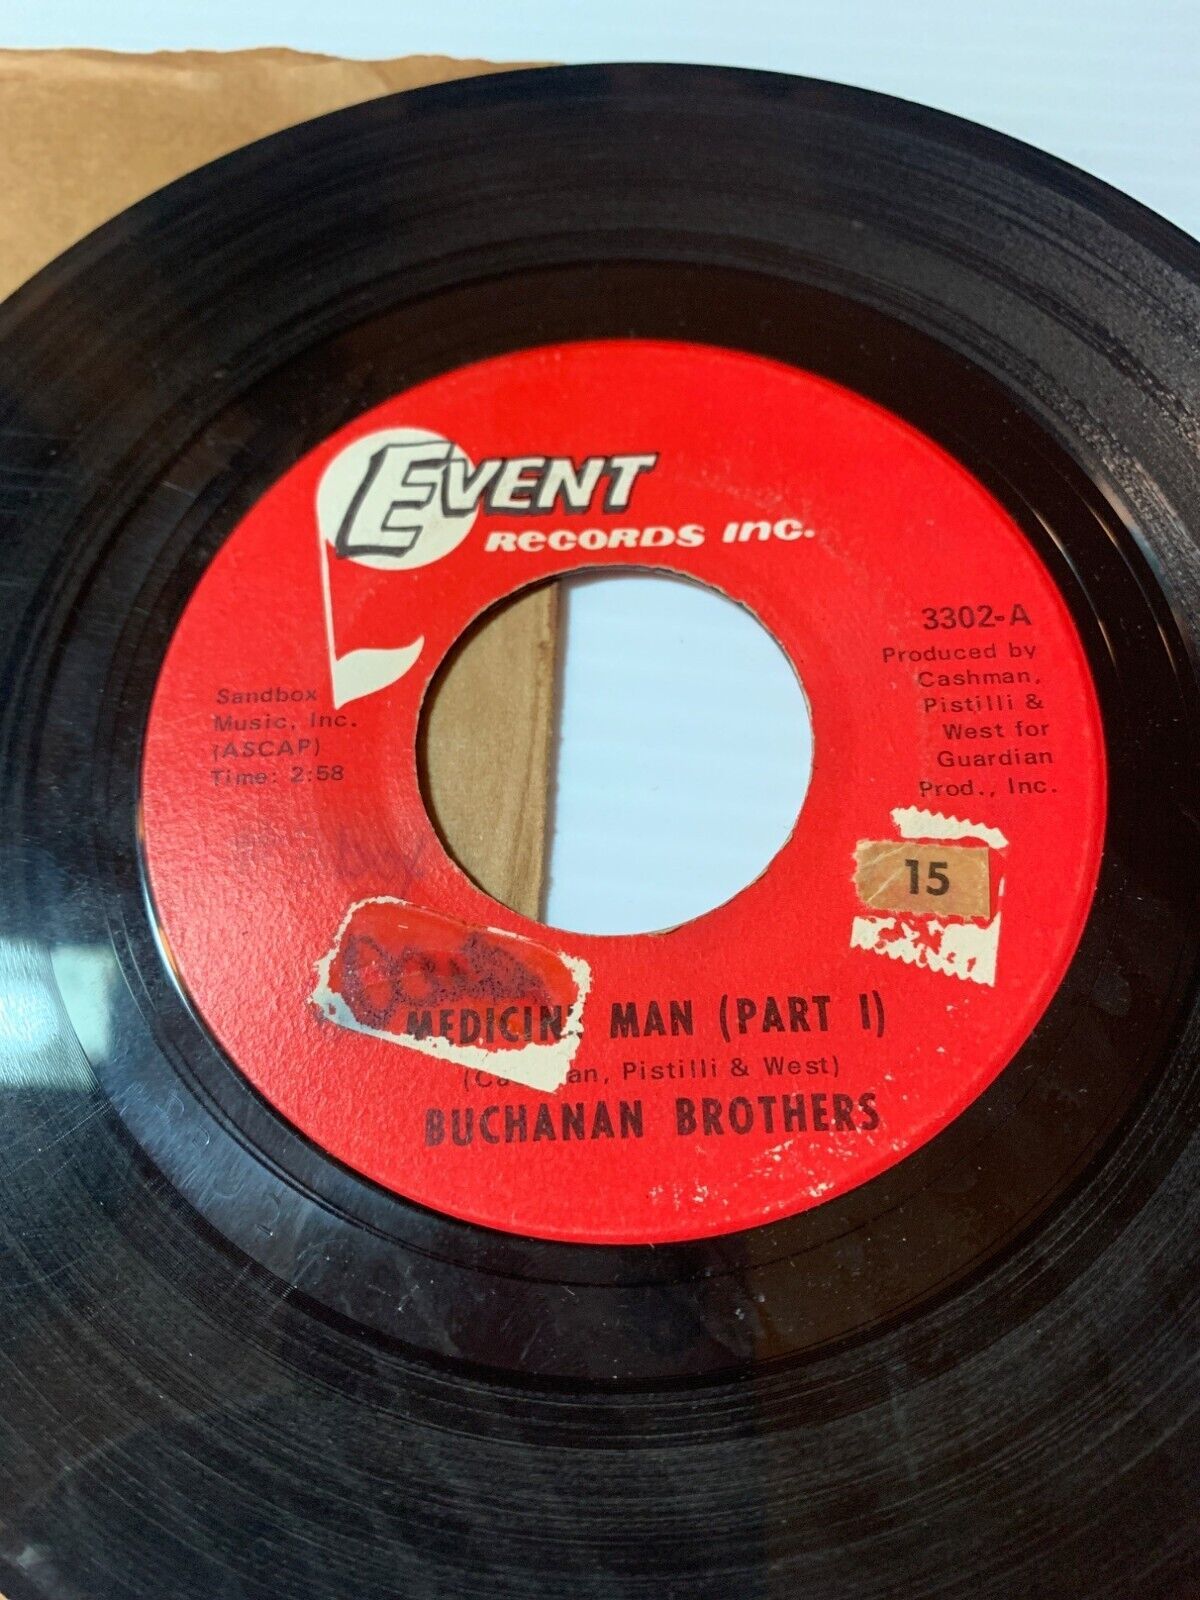 EVENT
RECORDS INC.
3302-A
Produced by
Cashman,
Pistilli &
West for
Guardian
Prod., Inc.
Sandbox
Music, Inc.
(ASCAP)
Time: 2:58
15
MEDICINE MAN (PART I)
Pistilli & West)
BUCHANAN BROTHERS